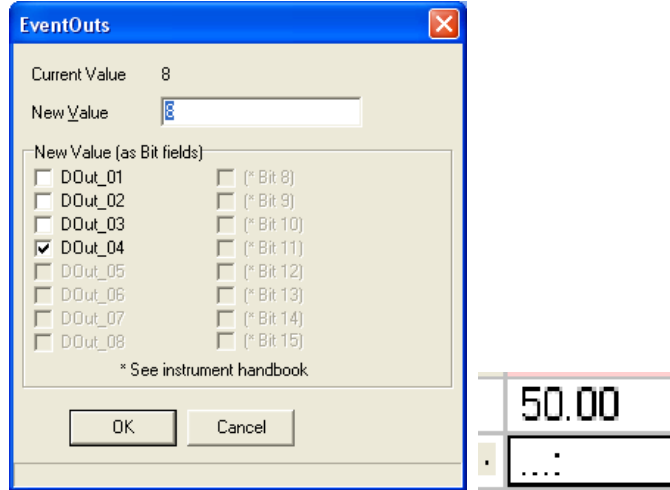 EventOuts
Current Value 8
New Value 8
New Value (as Bit fields)
DOut_01 (* Bit 8)
DOut_02 (* Bit 9)
DOut_03 (* Bit 10)
DOut_04 (* Bit 11)
DOut_05 (* Bit 12)
DOut_06 (* Bit 13)
DOut_07 (* Bit 14)
DOut_08 (* Bit 15)
* See instrument handbook
OK Cancel
50.00
. ...: